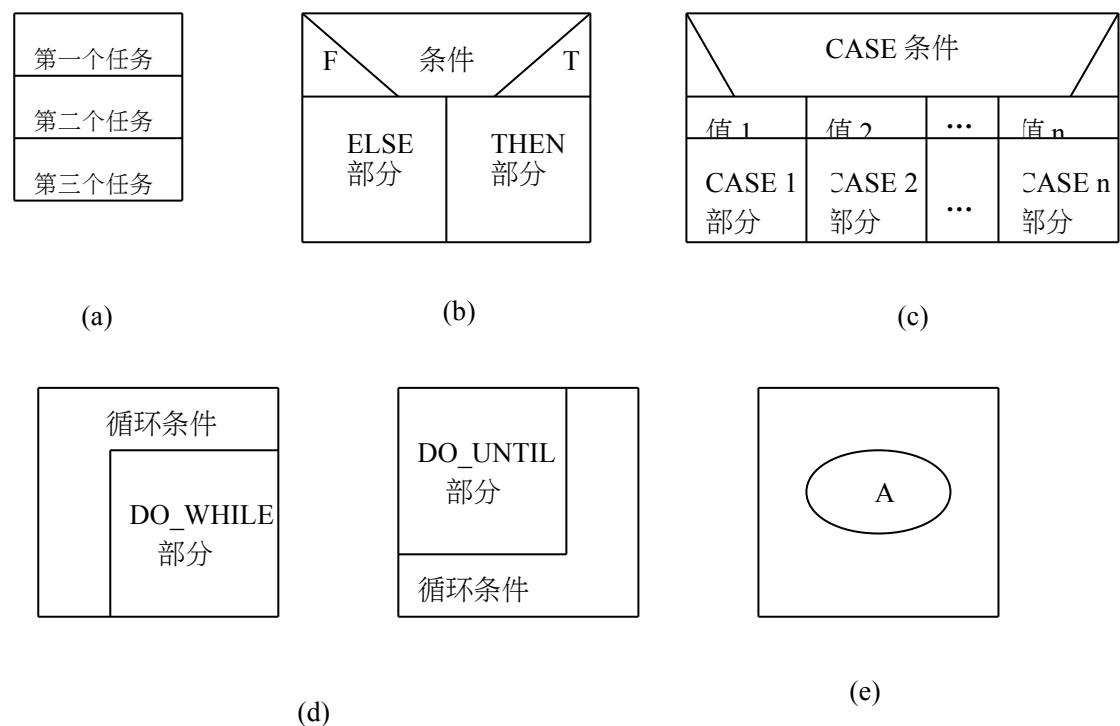 第一个任务
第二个任务
第三个任务
(a)
F 条件 T
ELSE THEN
部分 部分
(b)
CASE 条件
值 1 值 2 ... 值 n
CASE 1 CASE 2 ... CASE n
部分 部分 部分
(c)
循环条件
DO_WHILE
部分
DO_UNTIL
部分
循环条件
(d)
A
(e)